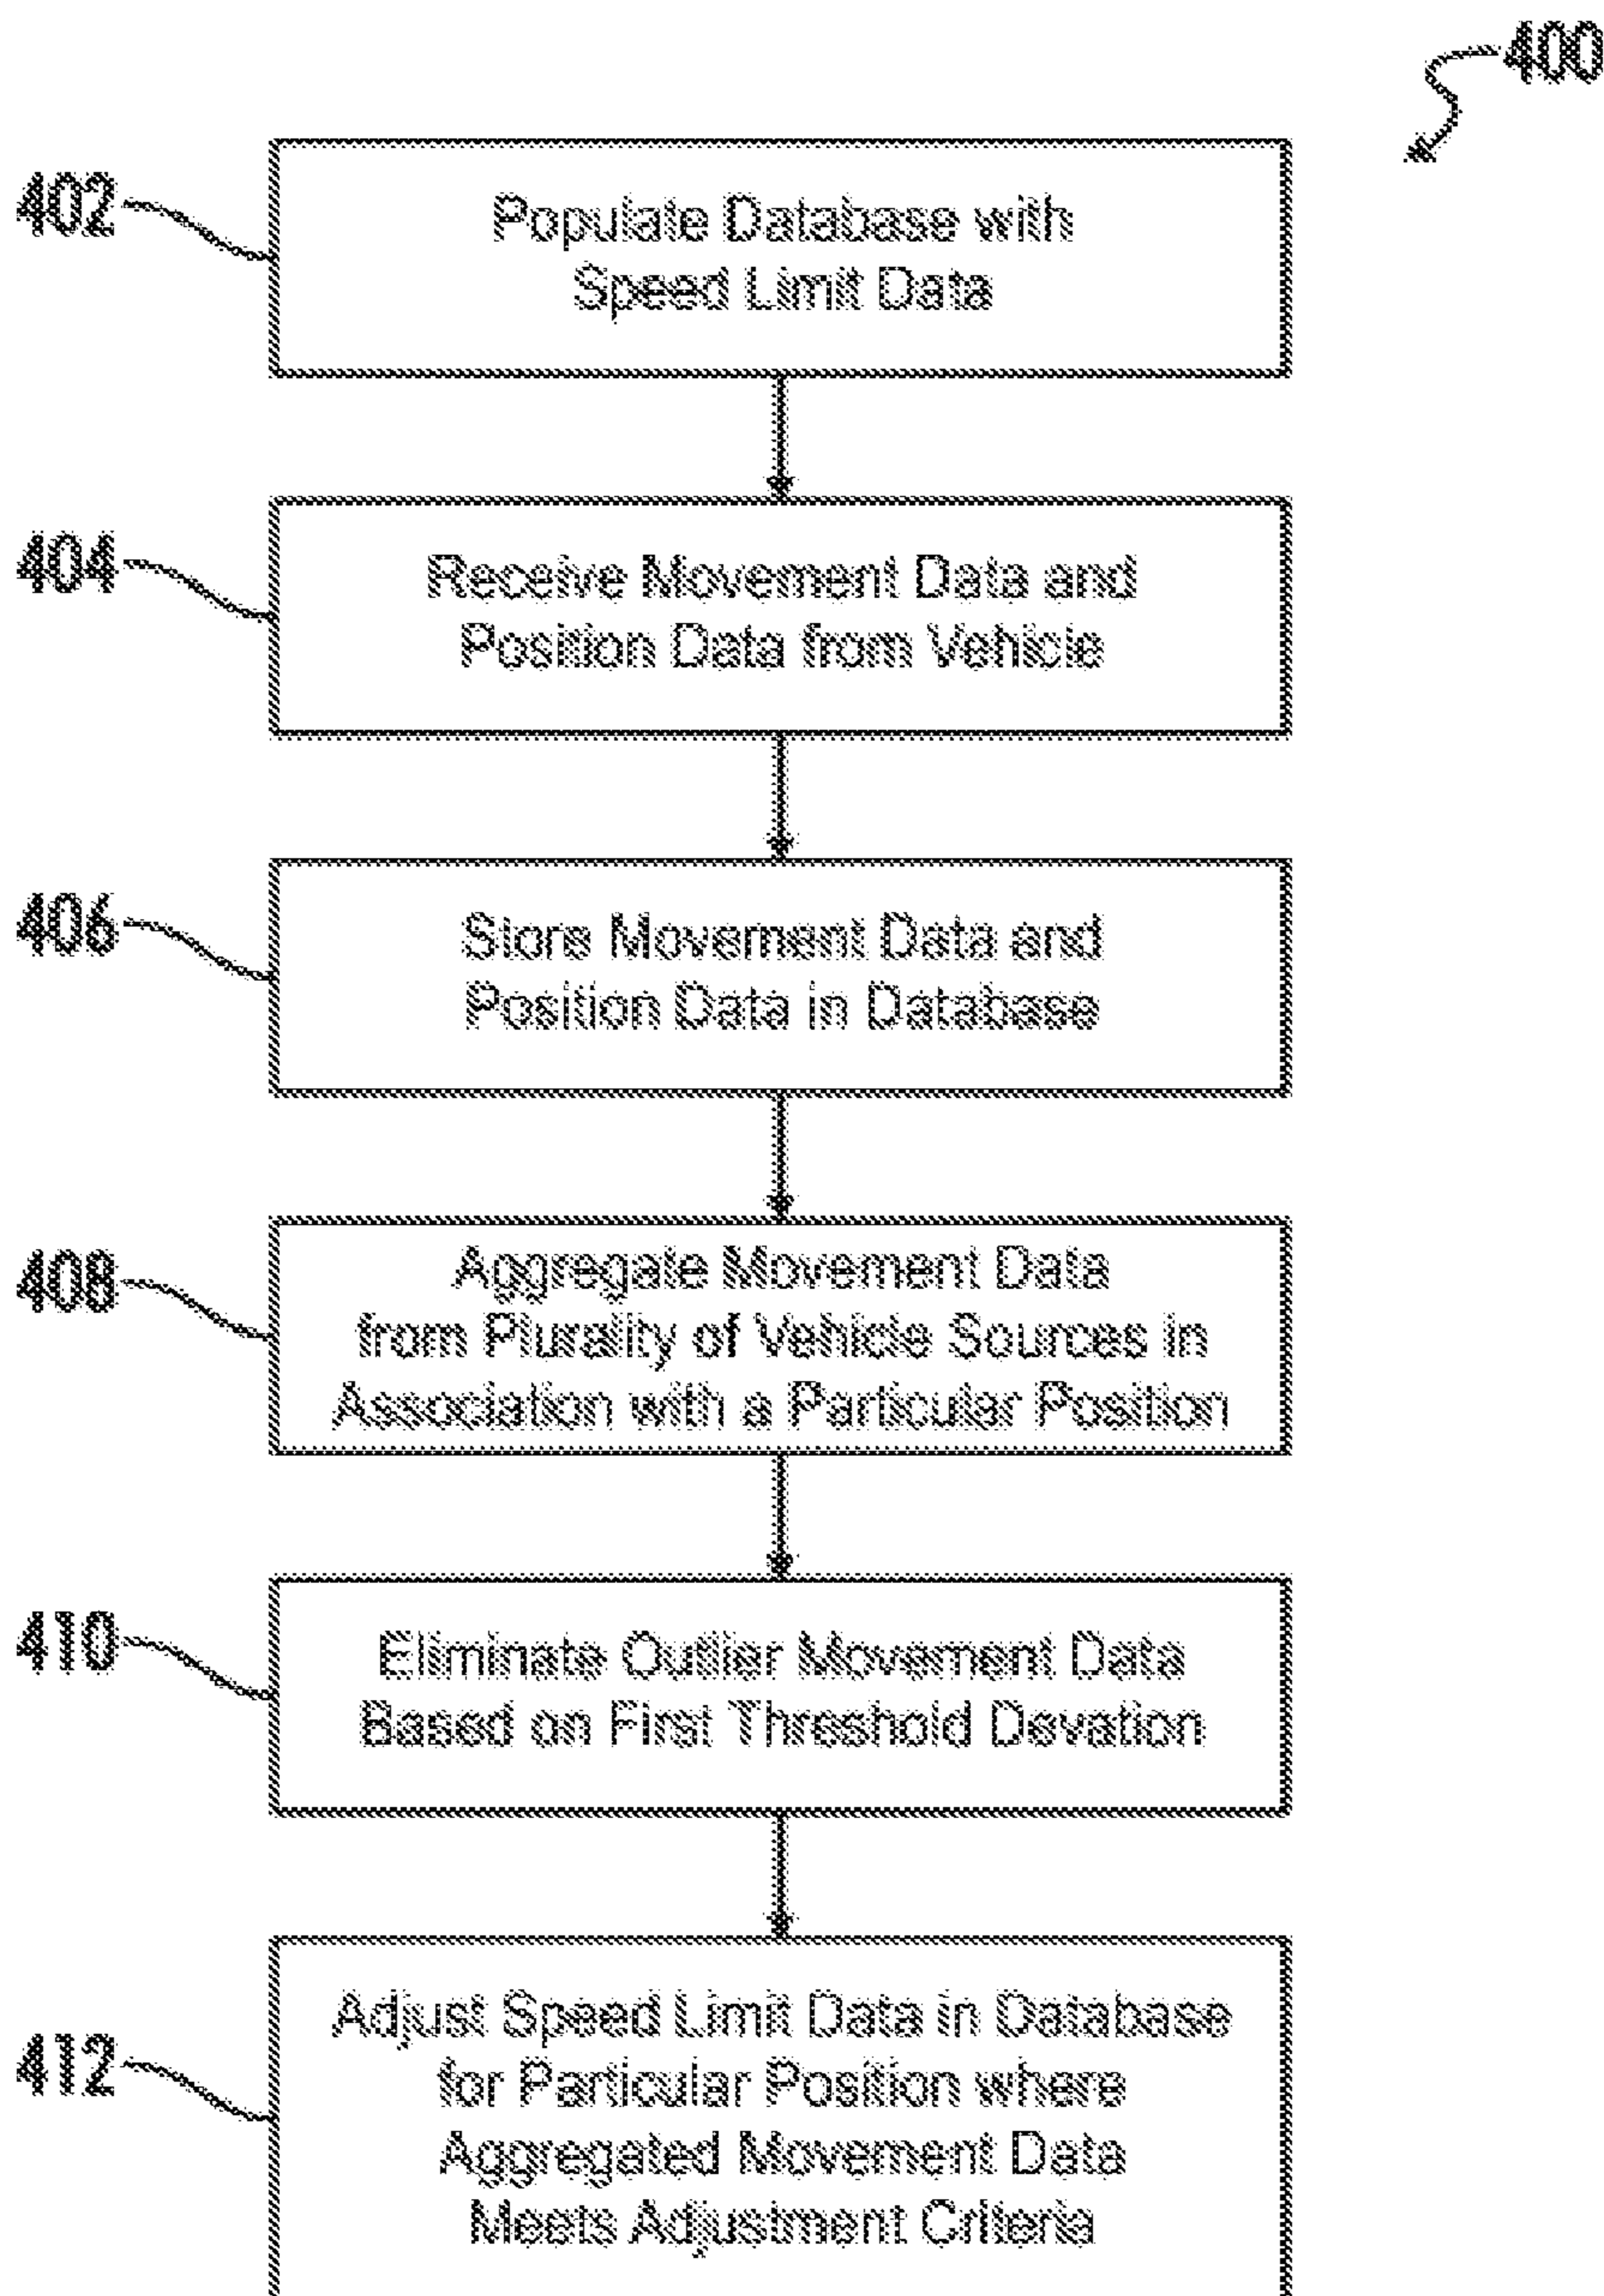 400
402
Populate Database with
Speed Limit Data
404
Receive Movement Data and
Position Data from Vehicle
406
Store Movement Data and
Position Data in Database
408
Aggregate Movement Data
from Plurality of Vehicle Sources in
Association with a Particular Position
410
Eliminate Outlier Movement Data
Based on First Threshold Devation
412
Adjust Speed Limit Data in Database
for Particular Position where
Aggregated Movement Data
Meets Adjustment Criteria